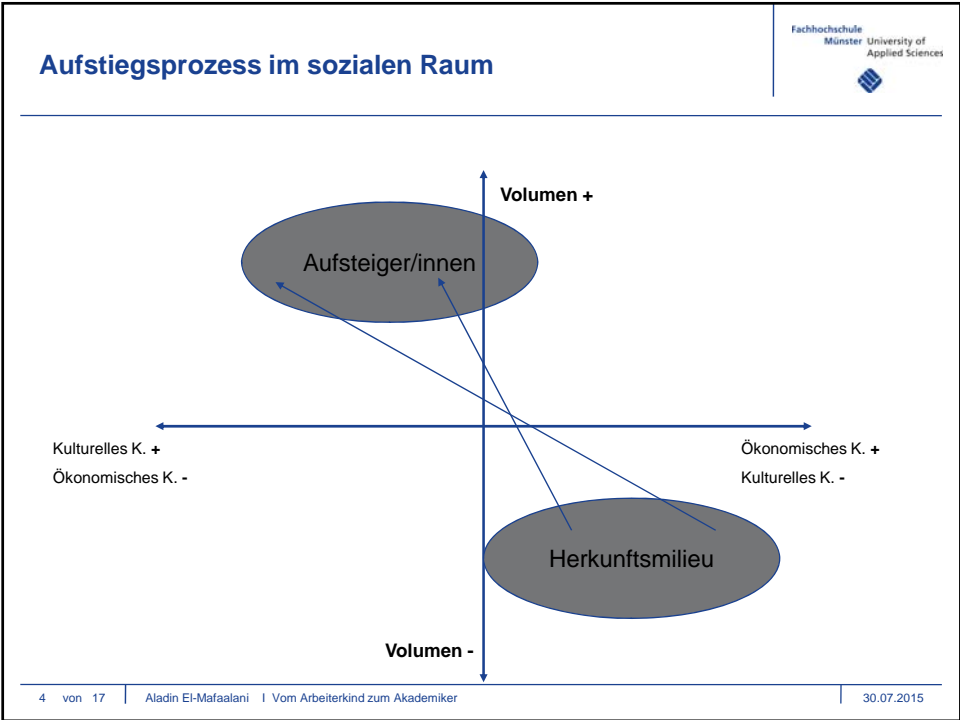 Aufstiegsprozess im sozialen Raum
Fachhochschule
Münster University of
Applied Sciences
Volumen +
Aufsteiger/innen
Kulturelles K. +
Ökonomisches K. -
Ökonomisches K. +
Kulturelles K. -
Herkunftsmilieu
Volumen -
4 von 17 Aladin El-Mafaalani I Vom Arbeiterkind zum Akademiker 30.07.2015